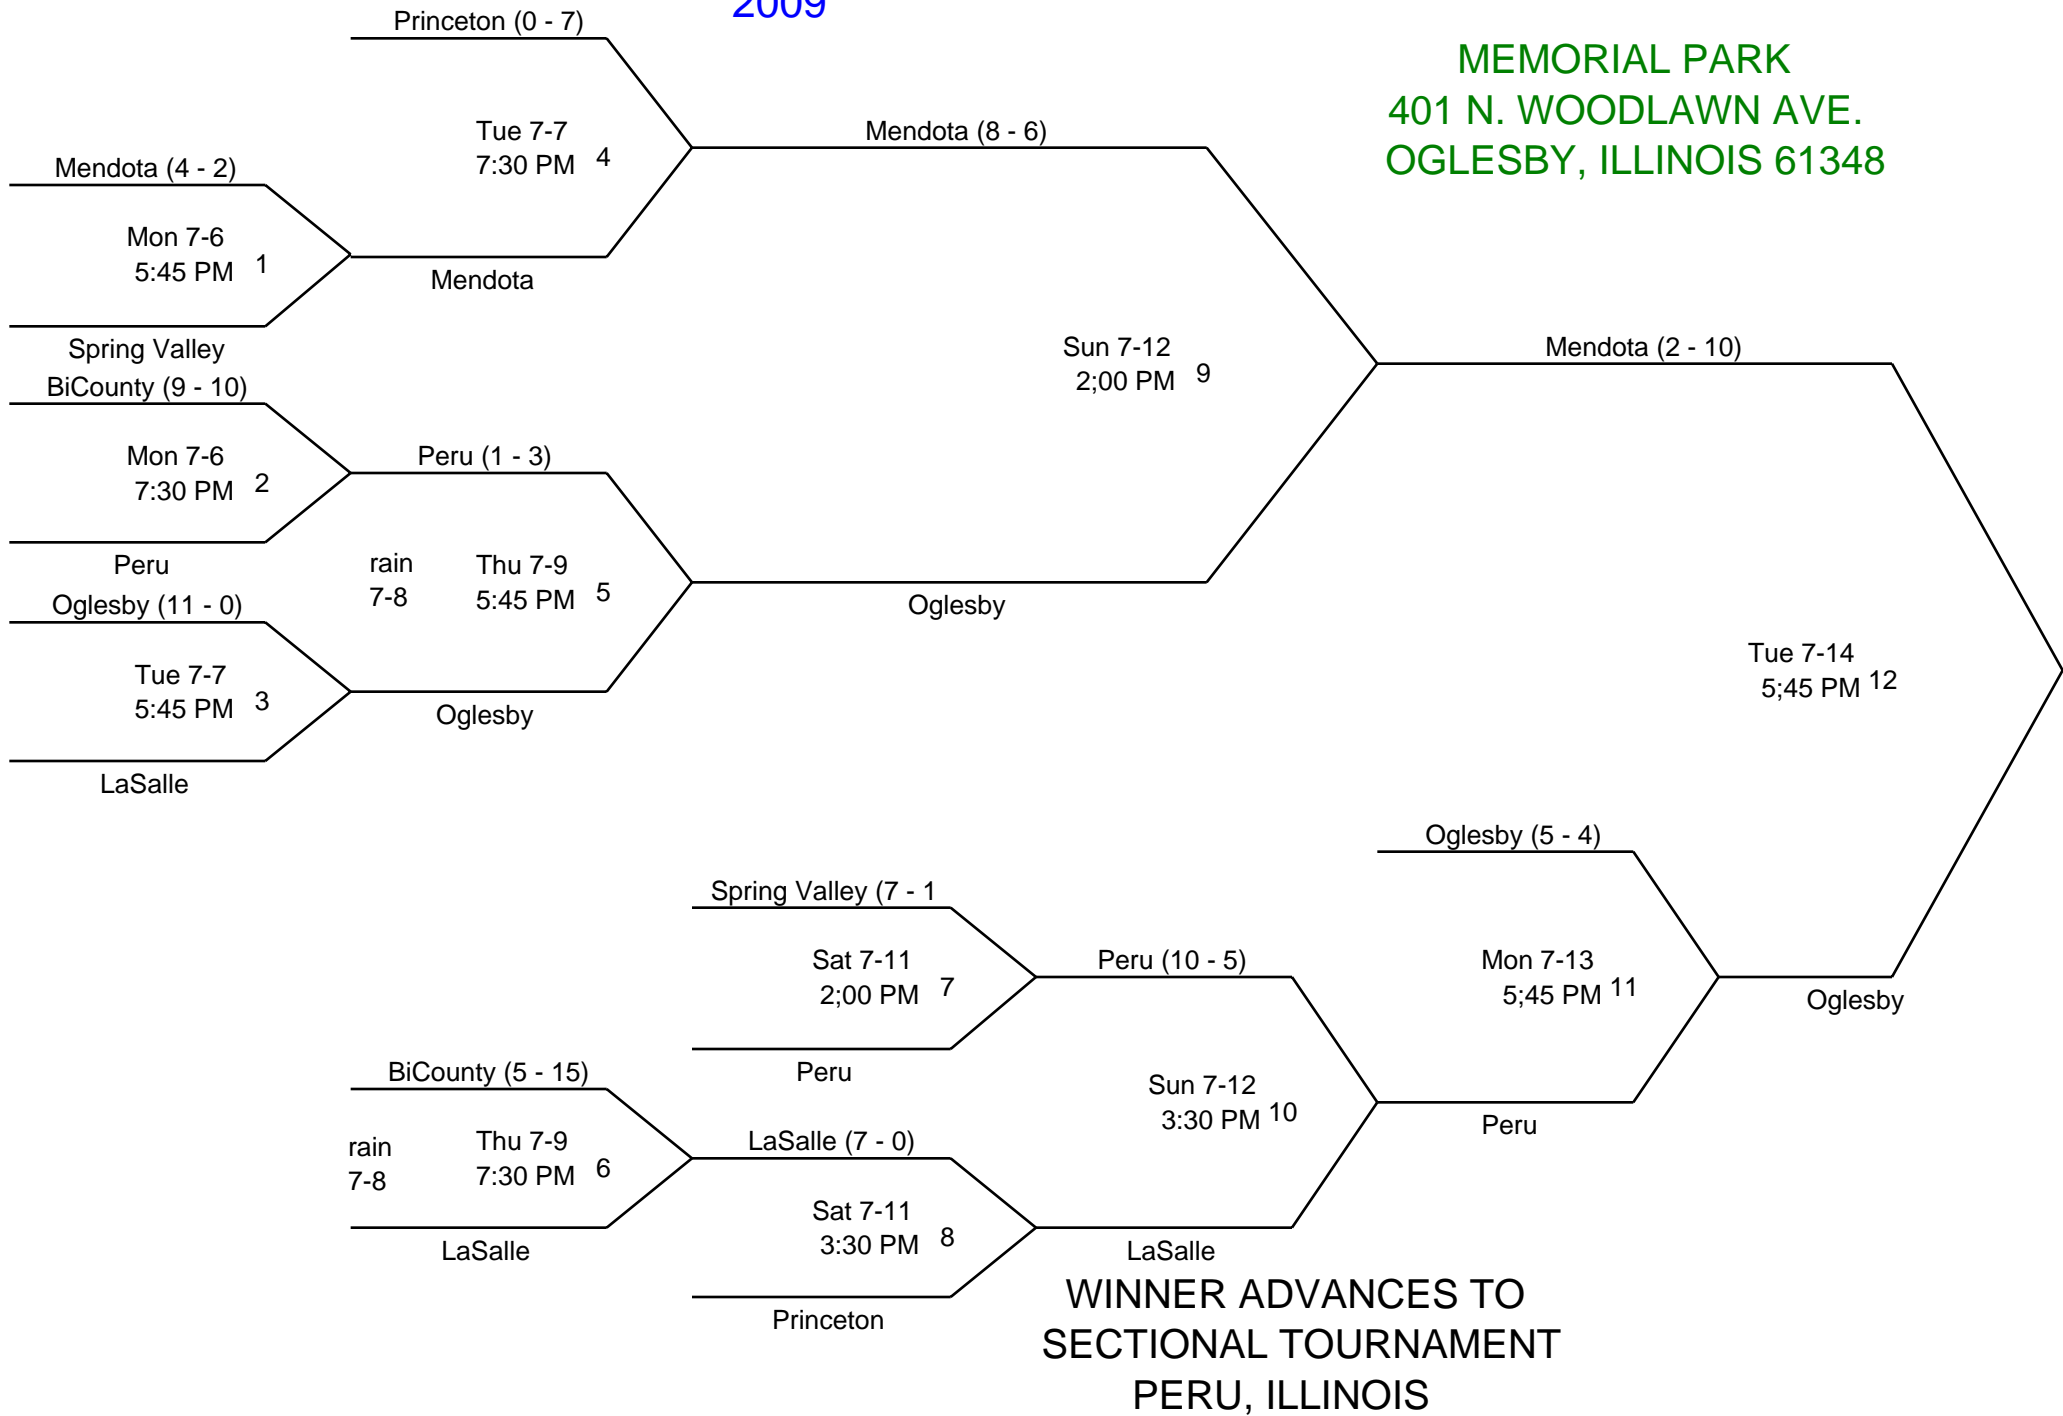 2009
Princeton (0 - 7)
MEMORIAL PARK
401 N. WOODLAWN AVE.
OGLESBY, ILLINOIS 61348
Tue 7-7
7:30 PM 4
Mendota (8 - 6)
Mendota (4 - 2)
Mon 7-6
5:45 PM 1
Mendota
Spring Valley
Sun 7-12
2;00 PM 9
Mendota (2 - 10)
BiCounty (9 - 10)
Mon 7-6
7:30 PM 2
Peru (1 - 3)
Peru
rain
7-8
Thu 7-9
5:45 PM 5
Oglesby
Oglesby (11 - 0)
Tue 7-7
5:45 PM 3
Oglesby
LaSalle
Tue 7-14
5;45 PM 12
Oglesby (5 - 4)
Spring Valley (7 - 1
Sat 7-11
2;00 PM 7
Peru (10 - 5)
Mon 7-13
5;45 PM 11
Oglesby
Peru
BiCounty (5 - 15)
Sun 7-12
3:30 PM 10
Peru
rain
7-8
Thu 7-9
7:30 PM 6
LaSalle (7 - 0)
LaSalle
Sat 7-11
3:30 PM 8
LaSalle
Princeton
WINNER ADVANCES TO
SECTIONAL TOURNAMENT
PERU, ILLINOIS